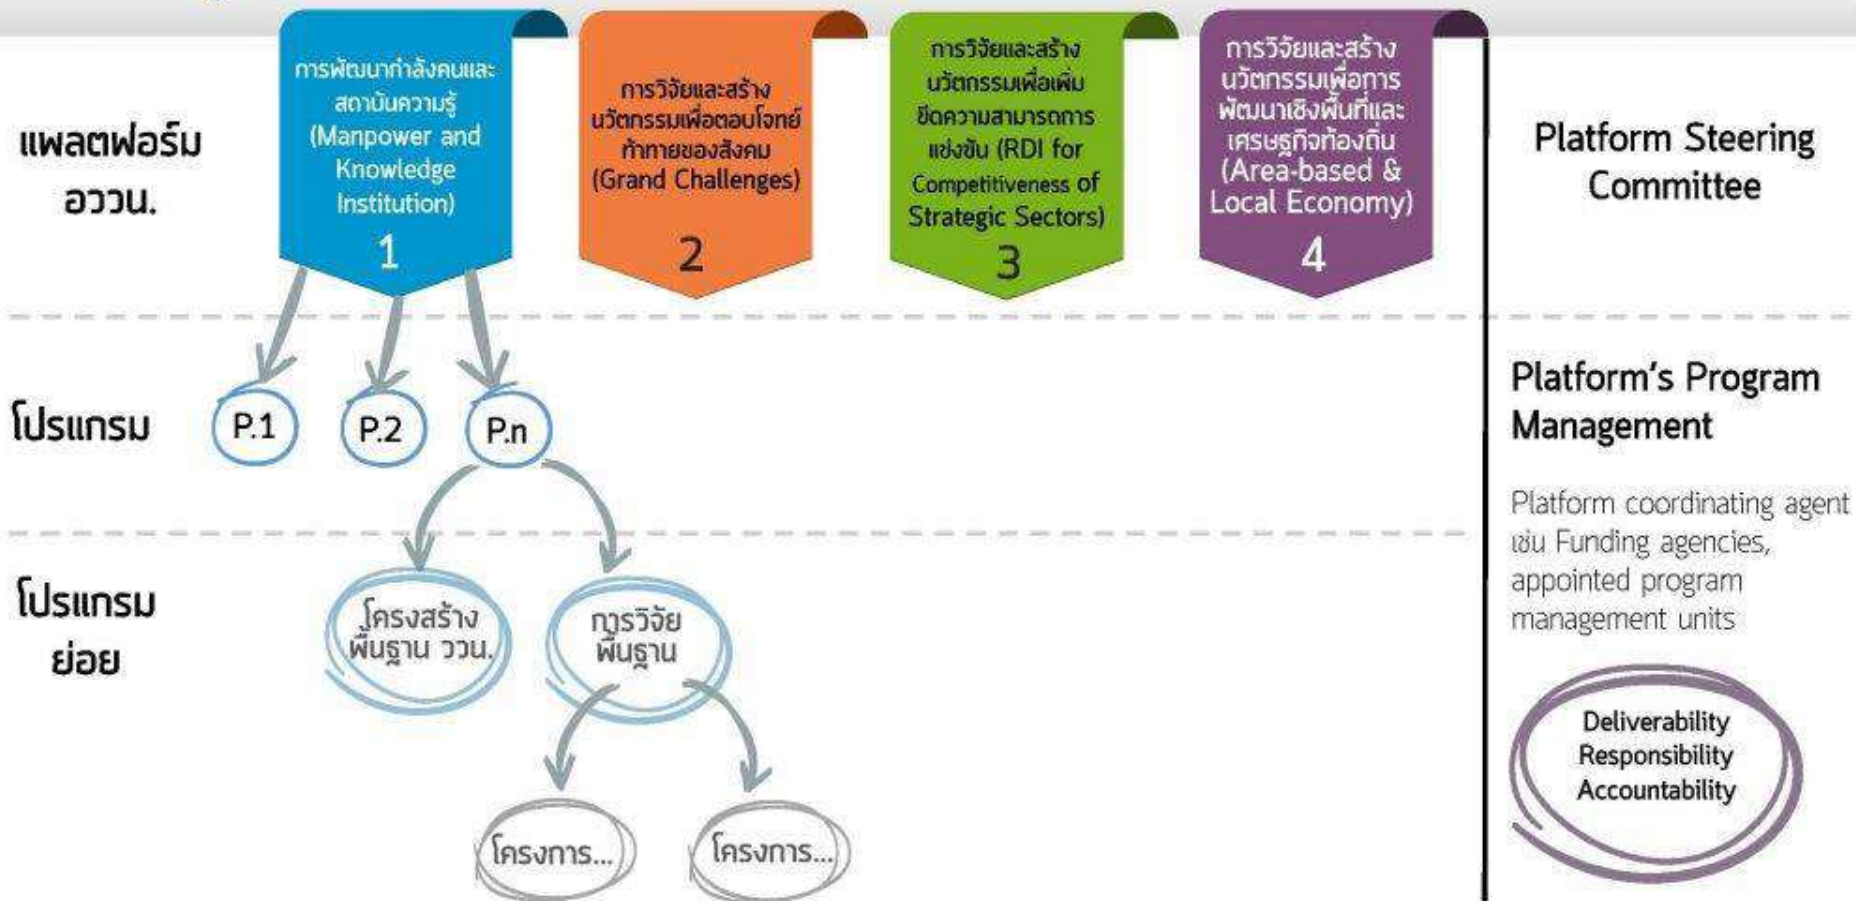 แพลตฟอร์ม
อววน.
การพัฒนากำลังคนและ
สถาบันความรู้
(Manpower and
Knowledge
Institution)
1
การวิจัยและสร้าง
นวัตกรรมเพื่อตอบโจทย์
ท้าทายของสังคม
(Grand Challenges)
2
การวิจัยและสร้าง
นวัตกรรมเพื่อเพิ่ม
ขีดความสามารถการ
แข่งขัน (RDI for
Competitiveness of
Strategic Sectors)
3
การวิจัยและสร้าง
นวัตกรรมเพื่อการ
พัฒนาเชิงพื้นที่และ
เศรษฐกิจท้องถิ่น
(Area-based &
Local Economy)
4
Platform Steering
Committee
โปรแกรม
P.1
P.2
P.n
Platform's Program
Management
Platform coordinating agent
เช่น Funding agencies,
appointed program
management units
โปรแกรม
ย่อย
โครงสร้าง
พื้นฐาน ววน.
การวิจัย
พื้นฐาน
Deliverability
Responsibility
Accountability
โครงการ...
โครงการ...